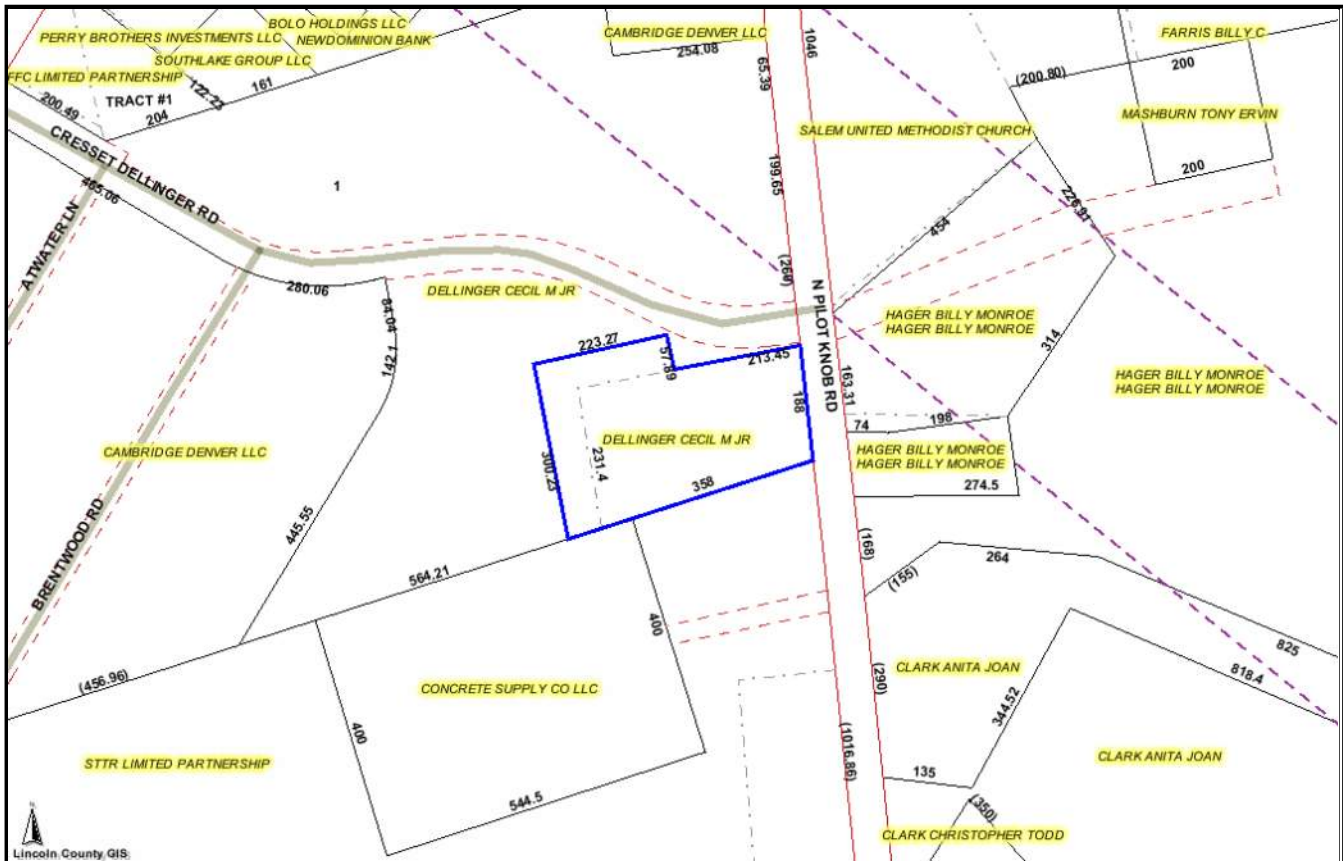 BOLO HOLDINGS LLC
PERRY BROTHERS INVESTMENTS LLC
NEWDOMINION BANK
SOUTHLAKE GROUP LLC
FFC LIMITED PARTNERSHIP
122.23
161
TRACT #1
200.49
204
CAMBRIDGE DENVER LLC
254.08
65.39
1046
FARRIS BILLY C
(200.80)
200
MASHBURN TONY ERVIN
SALEM UNITED METHODIST CHURCH
199.65
200
226.91
454
CRESSET DELLINGER RD
465.06
1
ATWATER LN
280.06
DELLINGER CECIL M JR
84.04
142.1
N PILOT KNOB RD
HAGER BILLY MONROE
HAGER BILLY MONROE
314
163.31
HAGER BILLY MONROE
HAGER BILLY MONROE
223.27
57.89
213.45
188
DELLINGER CECIL M JR
231.4
300.23
358
74
198
HAGER BILLY MONROE
HAGER BILLY MONROE
274.5
CAMBRIDGE DENVER LLC
BRENTWOOD RD
445.55
564.21
(168)
(155)
264
825
400
(456.96)
CONCRETE SUPPLY CO LLC
400
544.5
STTR LIMITED PARTNERSHIP
CLARK ANITA JOAN
(290)
344.52
818.4
(1016.86)
CLARK ANITA JOAN
135
(350)
CLARK CHRISTOPHER TODD
N
Lincoln County GIS